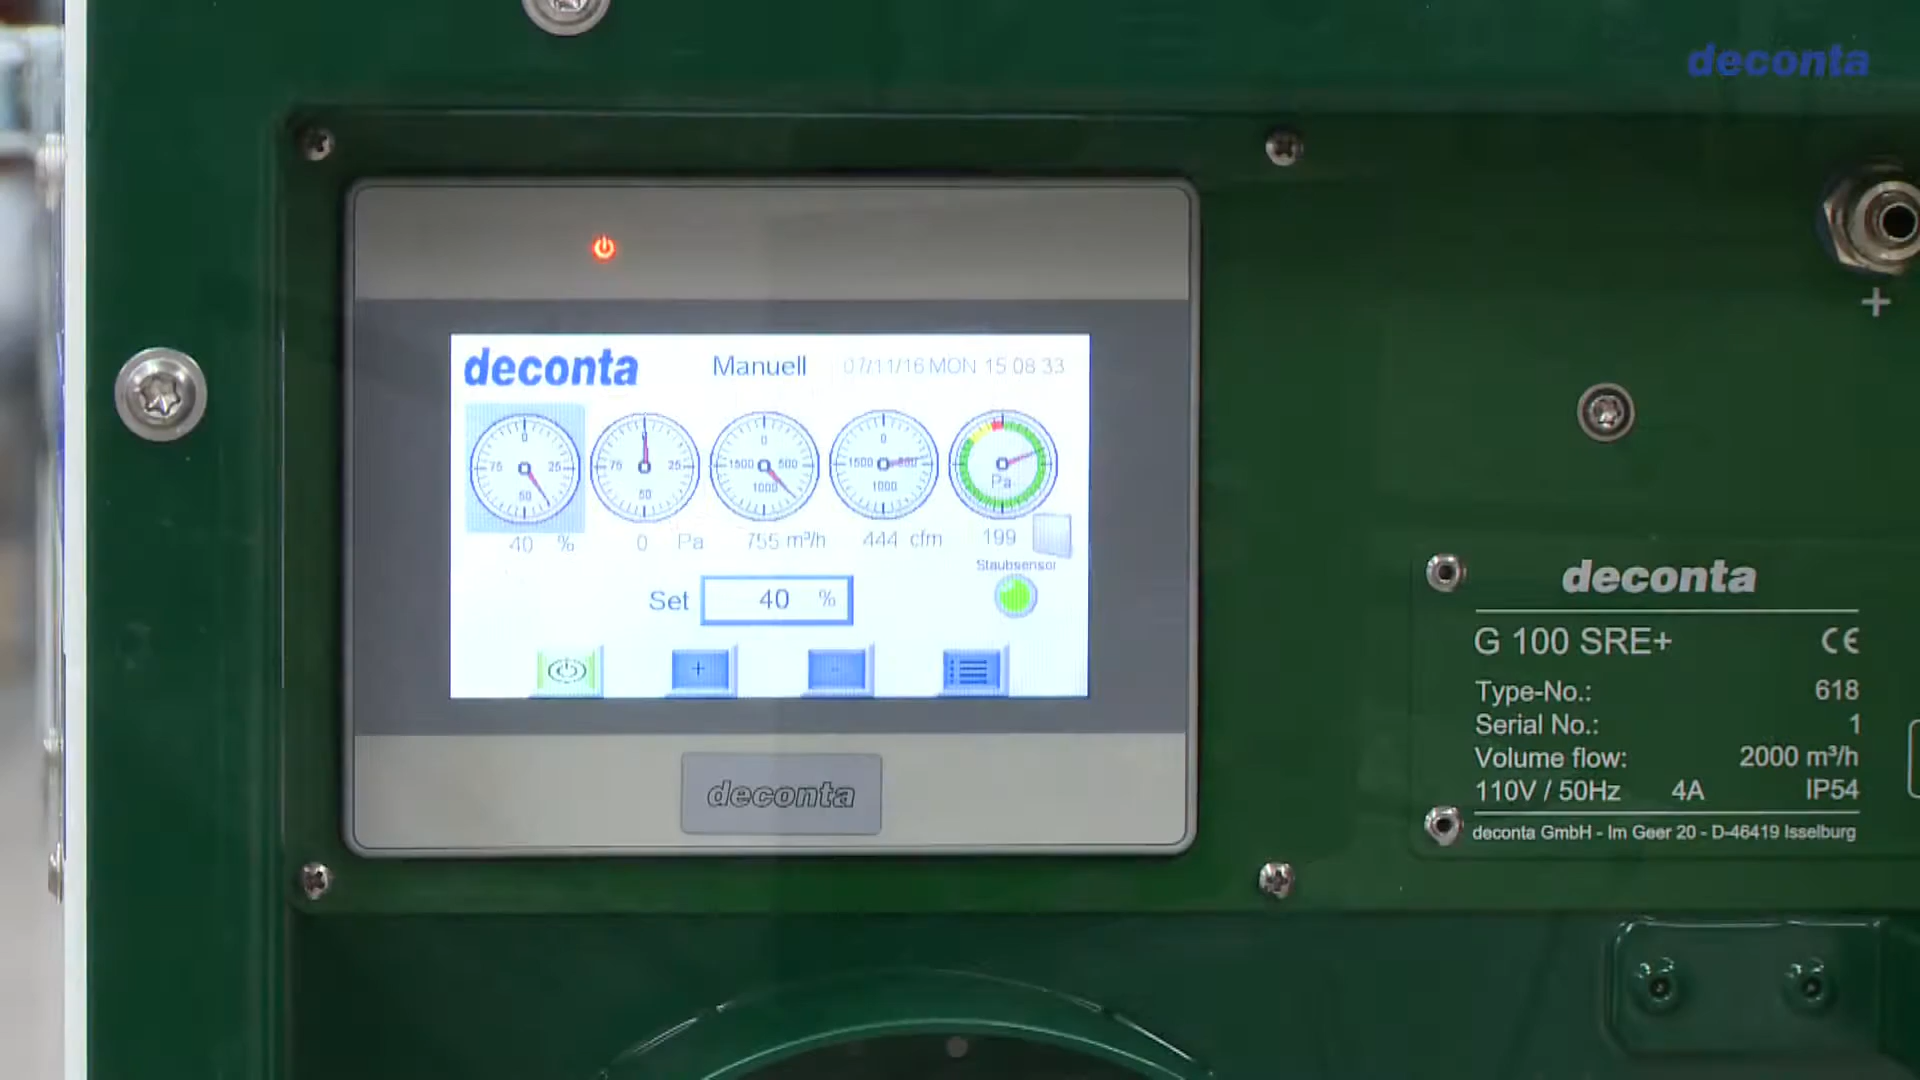 deconta
deconta Manuell 07/11/16 MON 15:08:33
0 25 50 75
0 25 50 75
0 500 1000 1500
0 500 1000 1500
Pa
40 % 0 Pa 755 m³/h 444 cfm 199
Staubsensor
Set 40 %
+ -
deconta
+
deconta
G 100 SRE+ CE
Type-No.: 618
Serial No.: 1
Volume flow: 2000 m³/h
110V / 50Hz 4A IP54
deconta GmbH - Im Geer 20 - D-46419 Isselburg